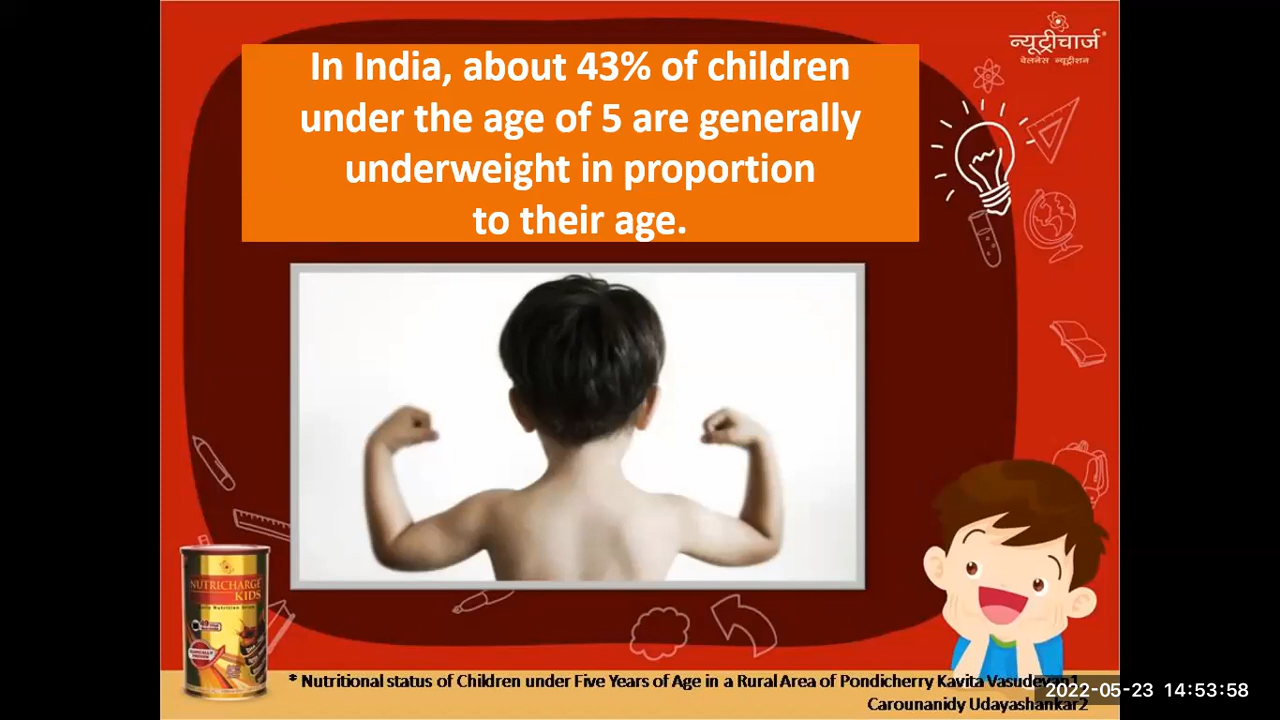 न्यूट्रीचार्ज
वेलनेस न्यूट्रीशन
In India, about 43% of children
under the age of 5 are generally
underweight in proportion
to their age.
NUTRICHARGE
KIDS
* Nutritional status of Children under Five Years of Age in a Rural Area of Pondicherry Kavita
Carounanidy Udayashankar2
2022-05-23 14:53:58